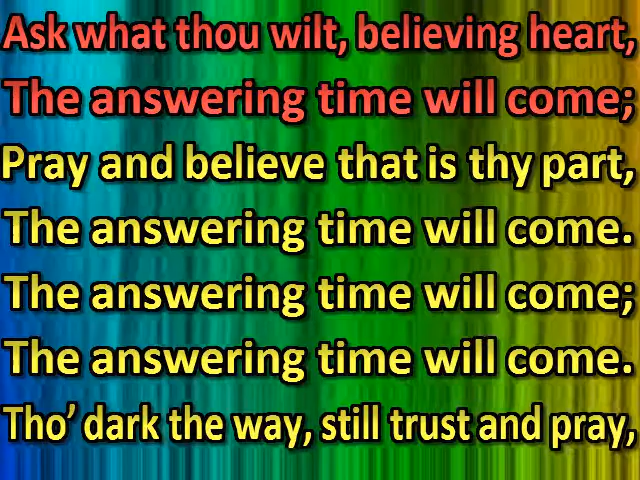 Ask what thou wilt, believing heart,
The answering time will come;
Pray and believe that is thy part,
The answering time will come.
The answering time will come;
The answering time will come.
Tho' dark the way, still trust and pray,